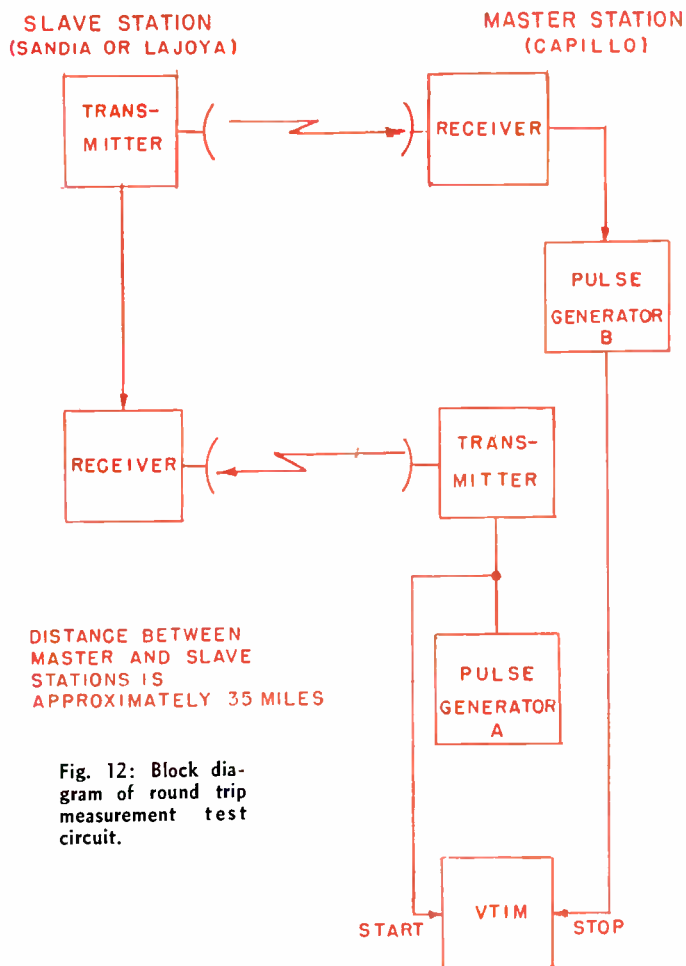 SLAVE STATION
(SANDIA OR LAJOYA)
MASTER STATION
(CAPILLO)
TRANS-
MITTER
RECEIVER
PULSE
GENERATOR
B
RECEIVER
TRANS-
MITTER
DISTANCE BETWEEN
MASTER AND SLAVE
STATIONS IS
APPROXIMATELY 35 MILES
PULSE
GENERATOR
A
Fig. 12: Block dia-
gram of round trip
measurement test
circuit.
START
VTIM
STOP